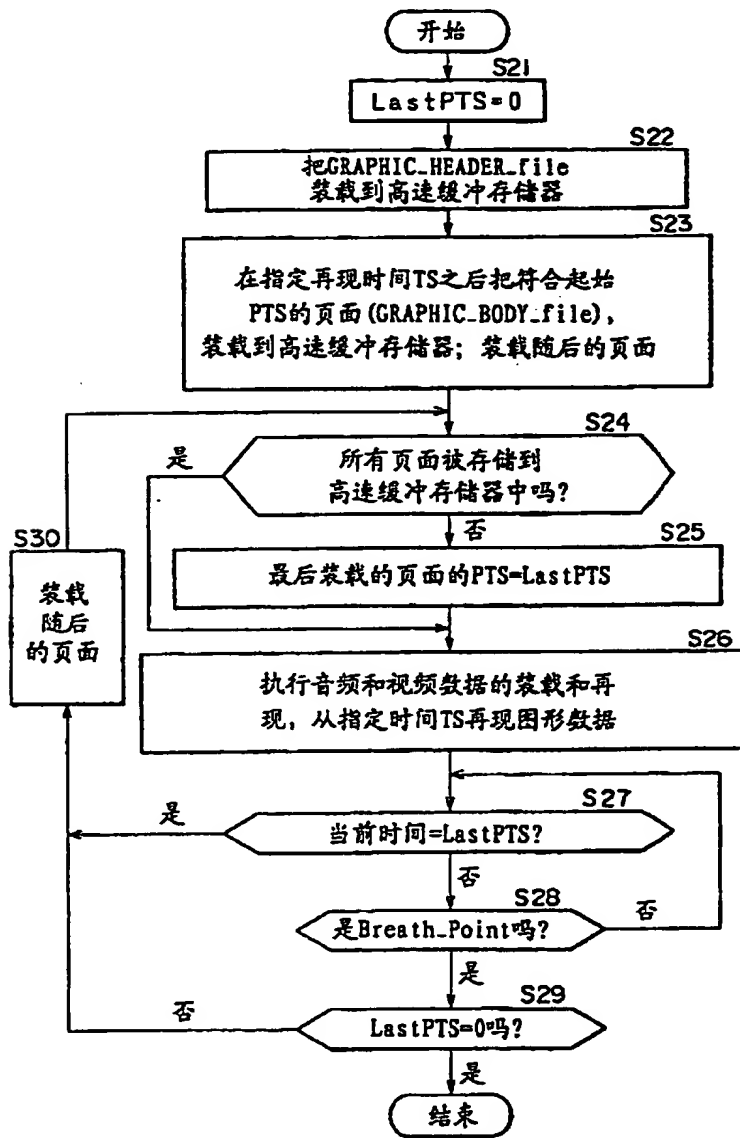 开始
S21
LastPTS=0
S22
把GRAPHIC_HEADER_file
装载到高速缓冲存储器
S23
在指定再现时间TS之后把符合起始
PTS的页面(GRAPHIC_BODY_file),
装载到高速缓冲存储器；装载随后的页面
S24
是
所有页面被存储到
高速缓冲存储器中吗?
否
S25
最后装载的页面的PTS=LastPTS
S30
装载
随后
的页面
S26
执行音频和视频数据的装载和再
现，从指定时间TS再现图形数据
S27
是
当前时间=LastPTS?
否
S28
是Breath_Point吗?
否
是
S29
否
LastPTS=0吗?
是
结束